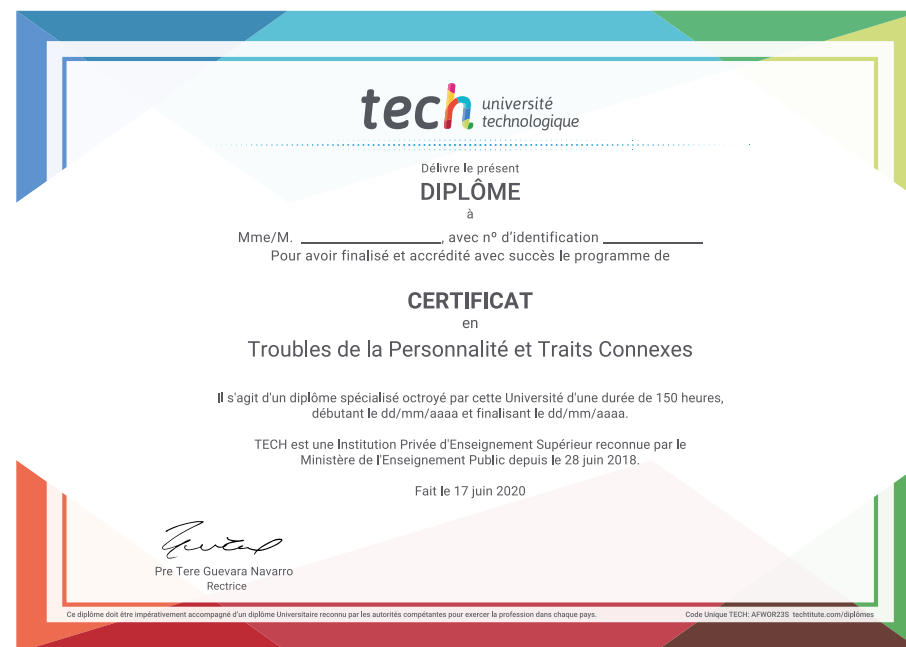 tech université
technologique
Délivre le présent
DIPLÔME
à
Mme/M. ____________________, avec nº d'identification ______________
Pour avoir finalisé et accrédité avec succès le programme de
CERTIFICAT
en
Troubles de la Personnalité et Traits Connexes
Il s'agit d'un diplôme spécialisé octroyé par cette Université d'une durée de 150 heures,
débutant le dd/mm/aaaa et finalisant le dd/mm/aaaa.
TECH est une Institution Privée d'Enseignement Supérieur reconnue par le
Ministère de l'Enseignement Public depuis le 28 juin 2018.
Fait le 17 juin 2020
Pre Tere Guevara Navarro
Rectrice
Ce diplôme doit être impérativement accompagné d'un diplôme Universitaire reconnu par les autorités compétentes pour exercer la profession dans chaque pays.
Code Unique TECH: AFWOR23S techtitute.com/diplômes